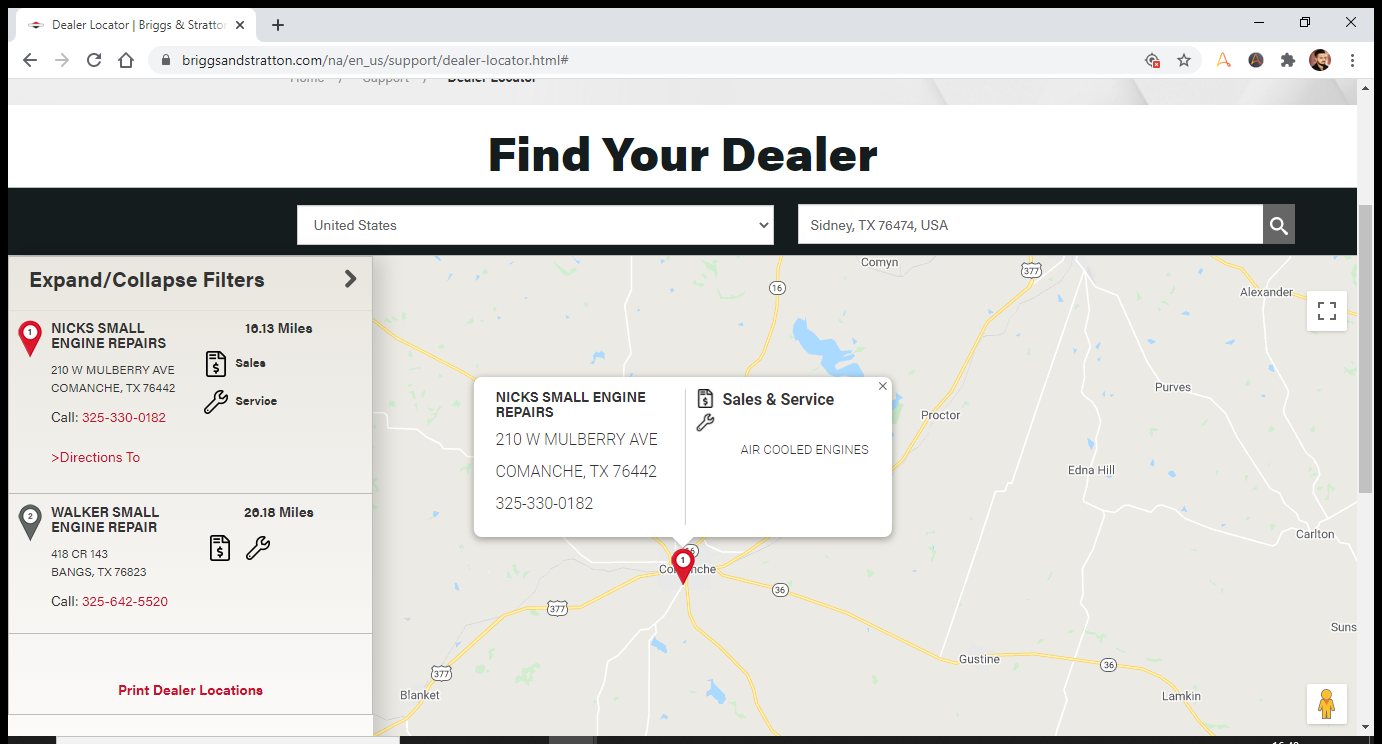 Dealer Locator | Briggs & Stratto
briggsandstratton.com/na/en_us/support/dealer-locator.html#
Home / Support / Dealer Locator
Find Your Dealer
United States
Sidney, TX 76474, USA
Expand/Collapse Filters
1
NICKS SMALL
ENGINE REPAIRS
16.13 Miles
210 W MULBERRY AVE
COMANCHE, TX 76442
Sales
Service
Call: 325-330-0182
>Directions To
2
WALKER SMALL
ENGINE REPAIR
26.18 Miles
418 CR 143
BANGS, TX 76823
Call: 325-642-5520
Print Dealer Locations
Comyn
377
16
Alexander
Purves
Proctor
Edna Hill
NICKS SMALL ENGINE
REPAIRS
210 W MULBERRY AVE
COMANCHE, TX 76442
325-330-0182
Sales & Service
AIR COOLED ENGINES
Carlton
16
1
Comanche
36
377
Suns
Gustine
36
377
Blanket
Lamkin